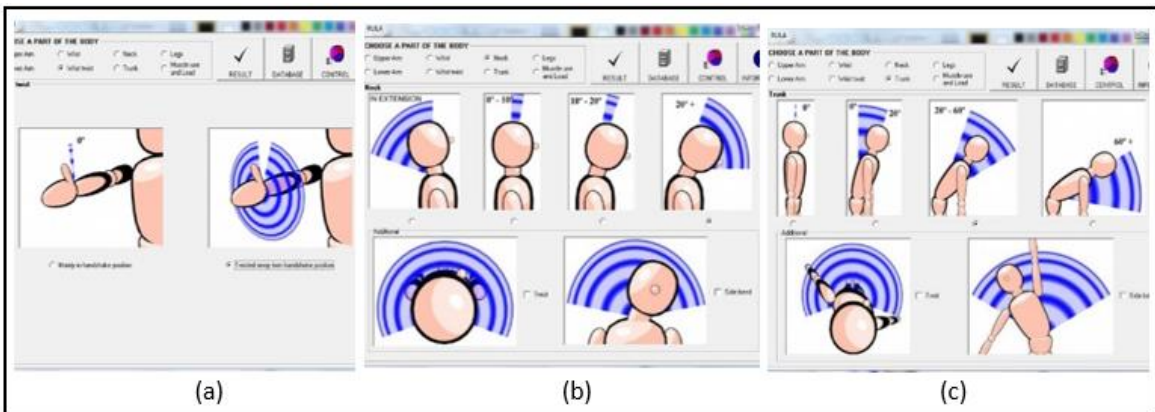 OSE A PART OF THE BODY
Wrist
Neck
Legs
Wrist twist
Trunk
Muscle use
and Load
RESULT
DATABASE
CONTROL
0°
Mainly in handshake position
Twisted away from handshake position
(a)
RULA
CHOOSE A PART OF THE BODY
Upper Arm
Wrist
Neck
Legs
Lower Arm
Wrist twist
Trunk
Muscle use
and Load
RESULT
DATABASE
CONTROL
Neck
IN EXTENSION
0° - 10°
10° - 20°
20° +
Additional
Twist
Side bend
(b)
RULA
CHOOSE A PART OF THE BODY
Upper Arm
Wrist
Neck
Legs
Lower Arm
Wrist twist
Trunk
Muscle use
and Load
RESULT
DATABASE
CONTROL
Trunk
0°
0°
20°
20° - 60°
60° +
Additional
Twist
(c)